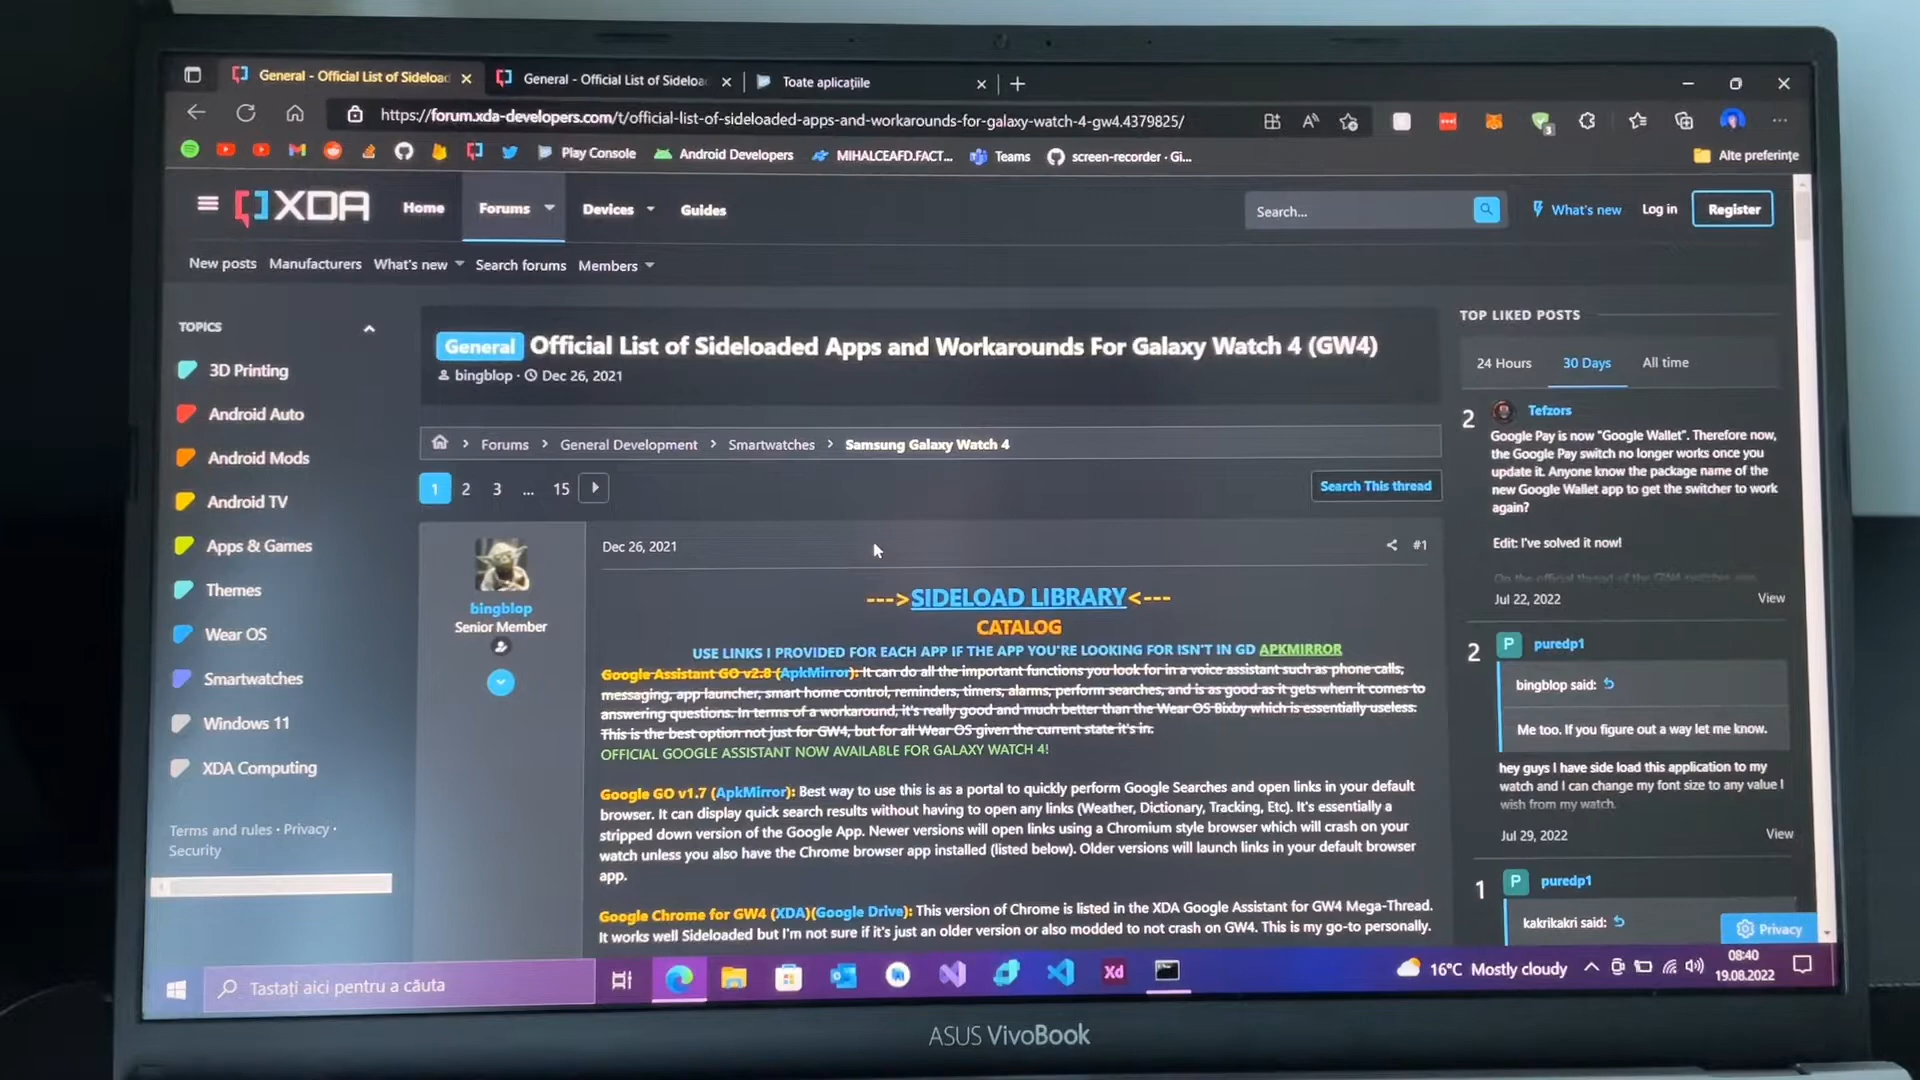 General - Official List of Sideload
General - Official List of Sideloa
Toate aplicațiile
https://forum.xda-developers.com/t/official-list-of-sideloaded-apps-and-workarounds-for-galaxy-watch-4-gw4.4379825/
Play Console
Android Developers
MIHALCEAFD.FACT...
Teams
screen-recorder · Gi...
Alte preferințe
XDA
Home
Forums
Devices
Guides
Search...
What's new
Log in
Register
New posts
Manufacturers
What's new
Search forums
Members
TOPICS
3D Printing
Android Auto
Android Mods
Android TV
Apps & Games
Themes
Wear OS
Smartwatches
Windows 11
XDA Computing
Terms and rules · Privacy ·
Security
General Official List of Sideloaded Apps and Workarounds For Galaxy Watch 4 (GW4)
bingblop · Dec 26, 2021
Forums > General Development > Smartwatches > Samsung Galaxy Watch 4
1 2 3 ... 15
Search This thread
bingblop
Senior Member
Dec 26, 2021
#1
--->SIDELOAD LIBRARY<---
CATALOG
USE LINKS I PROVIDED FOR EACH APP IF THE APP YOU'RE LOOKING FOR ISN'T IN GD APKMIRROR
Google Assistant GO v2.8 (ApkMirror): It can do all the important functions you look for in a voice assistant such as phone calls,
messaging, app launcher, smart home control, reminders, timers, alarms, perform searches, and is as good as it gets when it comes to
answering questions. In terms of a workaround, it's really good and much better than the Wear OS Bixby which is essentially useless.
This is the best option not just for GW4, but for all Wear OS given the current state it's in.
OFFICIAL GOOGLE ASSISTANT NOW AVAILABLE FOR GALAXY WATCH 4!
Google GO v1.7 (ApkMirror): Best way to use this is as a portal to quickly perform Google Searches and open links in your default
browser. It can display quick search results without having to open any links (Weather, Dictionary, Tracking, Etc). It's essentially a
stripped down version of the Google App. Newer versions will open links using a Chromium style browser which will crash on your
watch unless you also have the Chrome browser app installed (listed below). Older versions will launch links in your default browser
app.
Google Chrome for GW4 (XDA)(Google Drive): This version of Chrome is listed in the XDA Google Assistant for GW4 Mega-Thread.
It works well Sideloaded but I'm not sure if it's just an older version or also modded to not crash on GW4. This is my go-to personally.
TOP LIKED POSTS
24 Hours
30 Days
All time
2
Tefzors
Google Pay is now "Google Wallet". Therefore now,
the Google Pay switch no longer works once you
update it. Anyone know the package name of the
new Google Wallet app to get the switcher to work
again?
Edit: I've solved it now!
On the official thread of the GW4 switcher app
Jul 22, 2022
View
2
P
puredp1
bingblop said:
Me too. If you figure out a way let me know.
hey guys I have side load this application to my
watch and I can change my font size to any value I
wish from my watch.
Jul 29, 2022
View
1
P
puredp1
kakrikakri said:
Privacy
Tastați aici pentru a căuta
Xd
16°C Mostly cloudy
08:40
19.08.2022
ASUS VivoBook